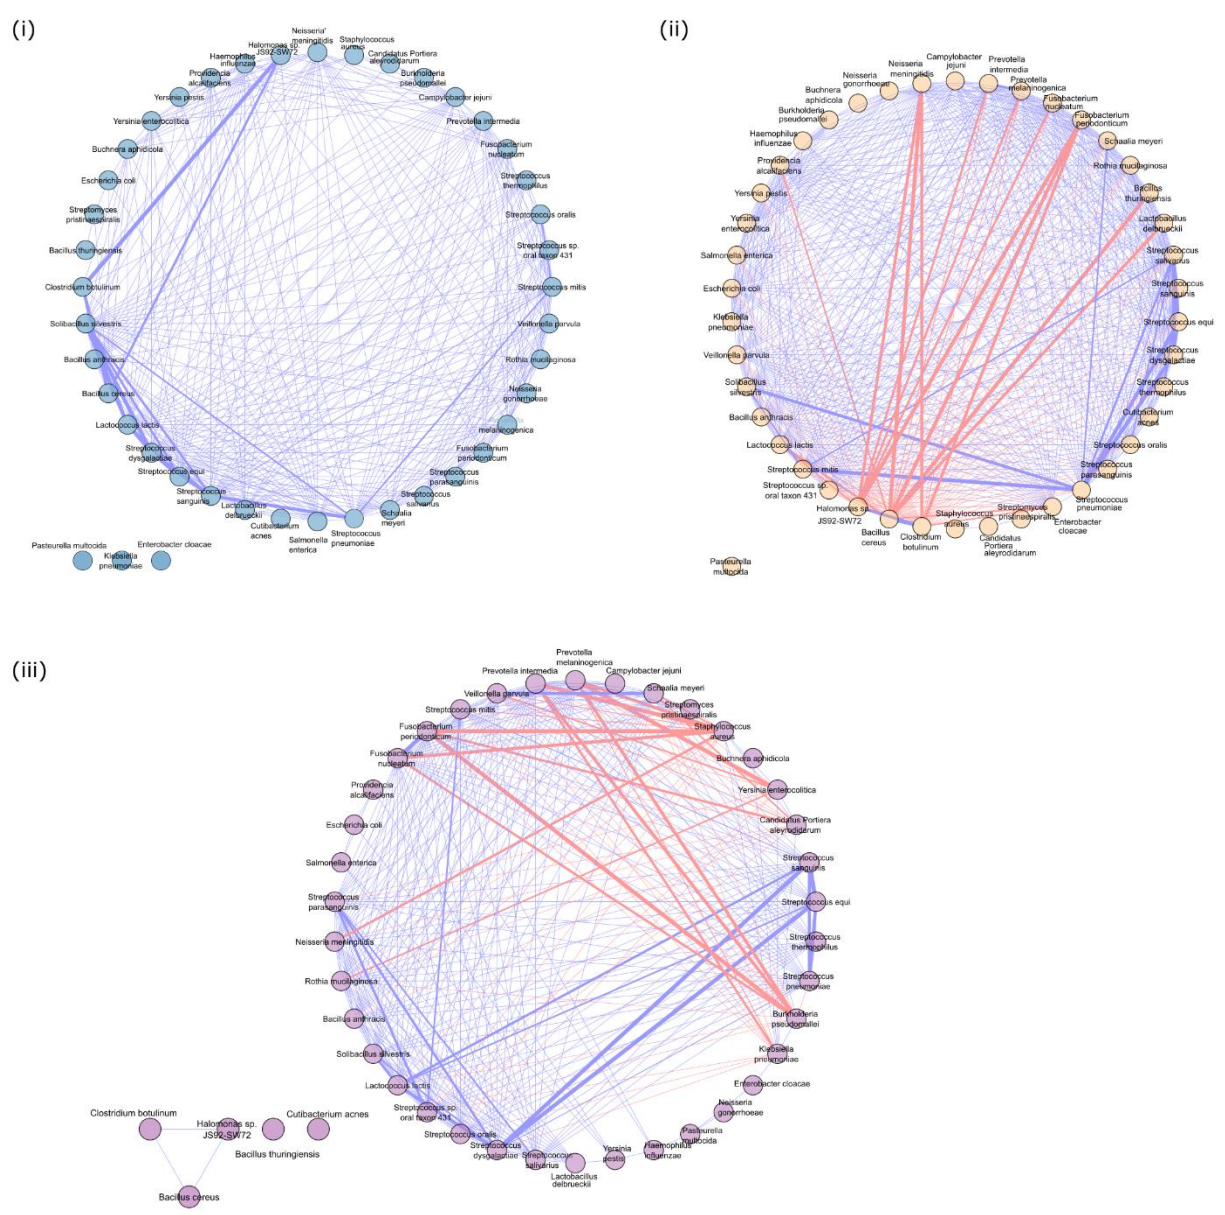 (i)
Neisseria'
meningitidis
Staphylococcus
aureus
Halomonas sp.
JS92-SW72
Candidatus Portiera
aleyrodidarum
Haemophilus
influenzae
Burkholderia
pseudomallei
Providencia
alcalifaciens
Campylobacter jejuni
Yersinia pestis
Prevotella intermedia
Yersinia enterocolitica
Fusobacterium
nucleatum
Buchnera aphidicola
Streptococcus
thermophilus
Escherichia coli
Streptococcus oralis
Streptomyces
pristinaespiralis
Streptococcus sp.
oral taxon 431
Bacillus thuringiensis
Streptococcus mitis
Clostridium botulinum
Veillonella parvula
Solibacillus silvestris
Rothia mucilaginosa
Bacillus anthracis
Neisseria
gonorrhoeae
Bacillus cereus
melaninogenica
Lactococcus lactis
Fusobacterium
periodonticum
Streptococcus
dysgalactiae
Streptococcus
parasanguinis
Streptococcus equi
Streptococcus
salivarius
Streptococcus
sanguinis
Schaalia
meyeri
Lactobacillus
delbrueckii
Cutibacterium
acnes
Salmonella
enterica
Streptococcus
pneumoniae
Pasteurella multocida
Klebsiella
pneumoniae
Enterobacter cloacae
(ii)
Neisseria
meningitidis
Campylobacter
jejuni
Prevotella
intermedia
Neisseria
gonorrhoeae
Prevotella
melaninogenica
Buchnera
aphidicola
Fusobacterium
nucleatum
Burkholderia
pseudomallei
Fusobacterium
periodonticum
Haemophilus
influenzae
Schaalia meyeri
Providencia
alcalifaciens
Rothia mucilaginosa
Yersinia pestis
Bacillus
thuringiensis
Yersinia
enterocolitica
Lactobacillus
delbrueckii
Salmonella enterica
Streptococcus
salivarius
Escherichia coli
Streptococcus
sanguinis
Klebsiella
pneumoniae
Streptococcus equi
Veillonella parvula
Streptococcus
dysgalactiae
Solibacillus
silvestris
Streptococcus
thermophilus
Bacillus anthracis
Cutibacterium
acnes
Lactococcus lactis
Streptococcus oralis
Streptococcus mitis
Streptococcus
parasanguinis
Streptococcus sp.
oral taxon 431
Streptococcus
pneumoniae
Halomonas sp.
JS92-SW72
Bacillus
cereus
Clostridium
botulinum
Staphylococcus
aureus
Candidatus
Portiera
aleyrodidarum
Streptomyces
pristinaespiralis
Enterobacter
cloacae
Pasteurella
multocida
(iii)
Prevotella
melaninogenica
Prevotella intermedia
Campylobacter jejuni
Veillonella parvula
Schaalia meyeri
Streptococcus mitis
Streptomyces
pristinaespiralis
Fusobacterium
periodonticum
Staphylococcus
aureus
Fusobacterium
nucleatum
Buchnera aphidicola
Providencia
alcalifaciens
Yersinia enterocolitica
Escherichia coli
Candidatus Portiera
aleyrodidarum
Salmonella enterica
Streptococcus
sanguinis
Streptococcus
parasanguinis
Streptococcus equi
Neisseria meningitidis
Streptococcus
thermophilus
Rothia mucilaginosa
Streptococcus
pneumoniae
Bacillus anthracis
Burkholderia
pseudomallei
Solibacillus silvestris
Klebsiella
pneumoniae
Lactococcus lactis
Enterobacter cloacae
Streptococcus sp.
oral taxon 431
Neisseria
gonorrhoeae
Streptococcus oralis
Pasteurella
multocida
Streptococcus
dysgalactiae
Streptococcus
salivarius
Lactobacillus
delbrueckii
Yersinia
pestis
Haemophilus
influenzae
Clostridium botulinum
Halomonas sp.
JS92-SW72
Cutibacterium acnes
Bacillus thuringiensis
Bacillus cereus